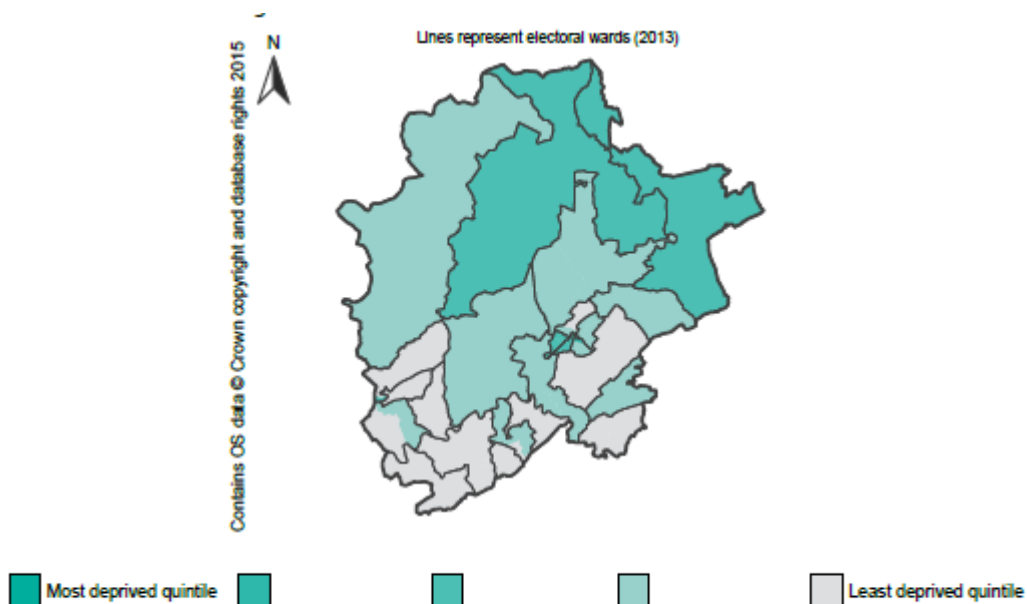 Lines represent electoral wards (2013)
N
Contains OS data © Crown copyright and database rights 2015
Most deprived quintile
Least deprived quintile